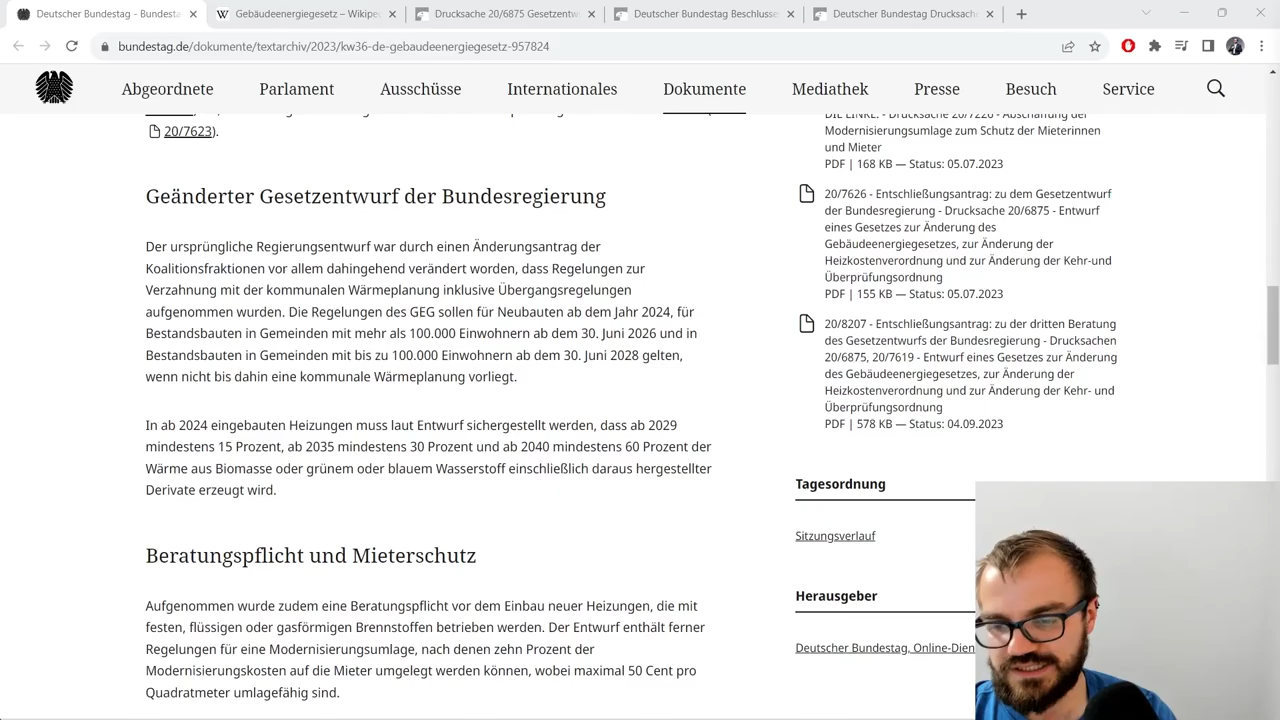 Deutscher Bundestag - Bundesta
Gebäudeenergiegesetz – Wikipe
Drucksache 20/6875 Gesetzentw
Deutscher Bundestag Beschlusse
Deutscher Bundestag Drucksach
bundestag.de/dokumente/textarchiv/2023/kw36-de-gebaeudeenergiegesetz-957824
Abgeordnete Parlament Ausschüsse Internationales Dokumente Mediathek Presse Besuch Service
20/7623).
Geänderter Gesetzentwurf der Bundesregierung
Der ursprüngliche Regierungsentwurf war durch einen Änderungsantrag der
Koalitionsfraktionen vor allem dahingehend verändert worden, dass Regelungen zur
Verzahnung mit der kommunalen Wärmeplanung inklusive Übergangsregelungen
aufgenommen wurden. Die Regelungen des GEG sollen für Neubauten ab dem Jahr 2024, für
Bestandsbauten in Gemeinden mit mehr als 100.000 Einwohnern ab dem 30. Juni 2026 und in
Bestandsbauten in Gemeinden mit bis zu 100.000 Einwohnern ab dem 30. Juni 2028 gelten,
wenn nicht bis dahin eine kommunale Wärmeplanung vorliegt.
In ab 2024 eingebauten Heizungen muss laut Entwurf sichergestellt werden, dass ab 2029
mindestens 15 Prozent, ab 2035 mindestens 30 Prozent und ab 2040 mindestens 60 Prozent der
Wärme aus Biomasse oder grünem oder blauem Wasserstoff einschließlich daraus hergestellter
Derivate erzeugt wird.
Beratungspflicht und Mieterschutz
Aufgenommen wurde zudem eine Beratungspflicht vor dem Einbau neuer Heizungen, die mit
festen, flüssigen oder gasförmigen Brennstoffen betrieben werden. Der Entwurf enthält ferner
Regelungen für eine Modernisierungsumlage, nach denen zehn Prozent der
Modernisierungskosten auf die Mieter umgelegt werden können, wobei maximal 50 Cent pro
Quadratmeter umlagefähig sind.
DIE LINKE. - Drucksache 20/7226 - Abschaffung der
Modernisierungsumlage zum Schutz der Mieterinnen
und Mieter
PDF | 168 KB — Status: 05.07.2023
20/7626 - Entschließungsantrag: zu dem Gesetzentwurf
der Bundesregierung - Drucksache 20/6875 - Entwurf
eines Gesetzes zur Änderung des
Gebäudeenergiegesetzes, zur Änderung der
Heizkostenverordnung und zur Änderung der Kehr-und
Überprüfungsordnung
PDF | 155 KB — Status: 05.07.2023
20/8207 - Entschließungsantrag: zu der dritten Beratung
des Gesetzentwurfs der Bundesregierung - Drucksachen
20/6875, 20/7619 - Entwurf eines Gesetzes zur Änderung
des Gebäudeenergiegesetzes, zur Änderung der
Heizkostenverordnung und zur Änderung der Kehr- und
Überprüfungsordnung
PDF | 578 KB — Status: 04.09.2023
Tagesordnung
Sitzungsverlauf
Herausgeber
Deutscher Bundestag, Online-Dien